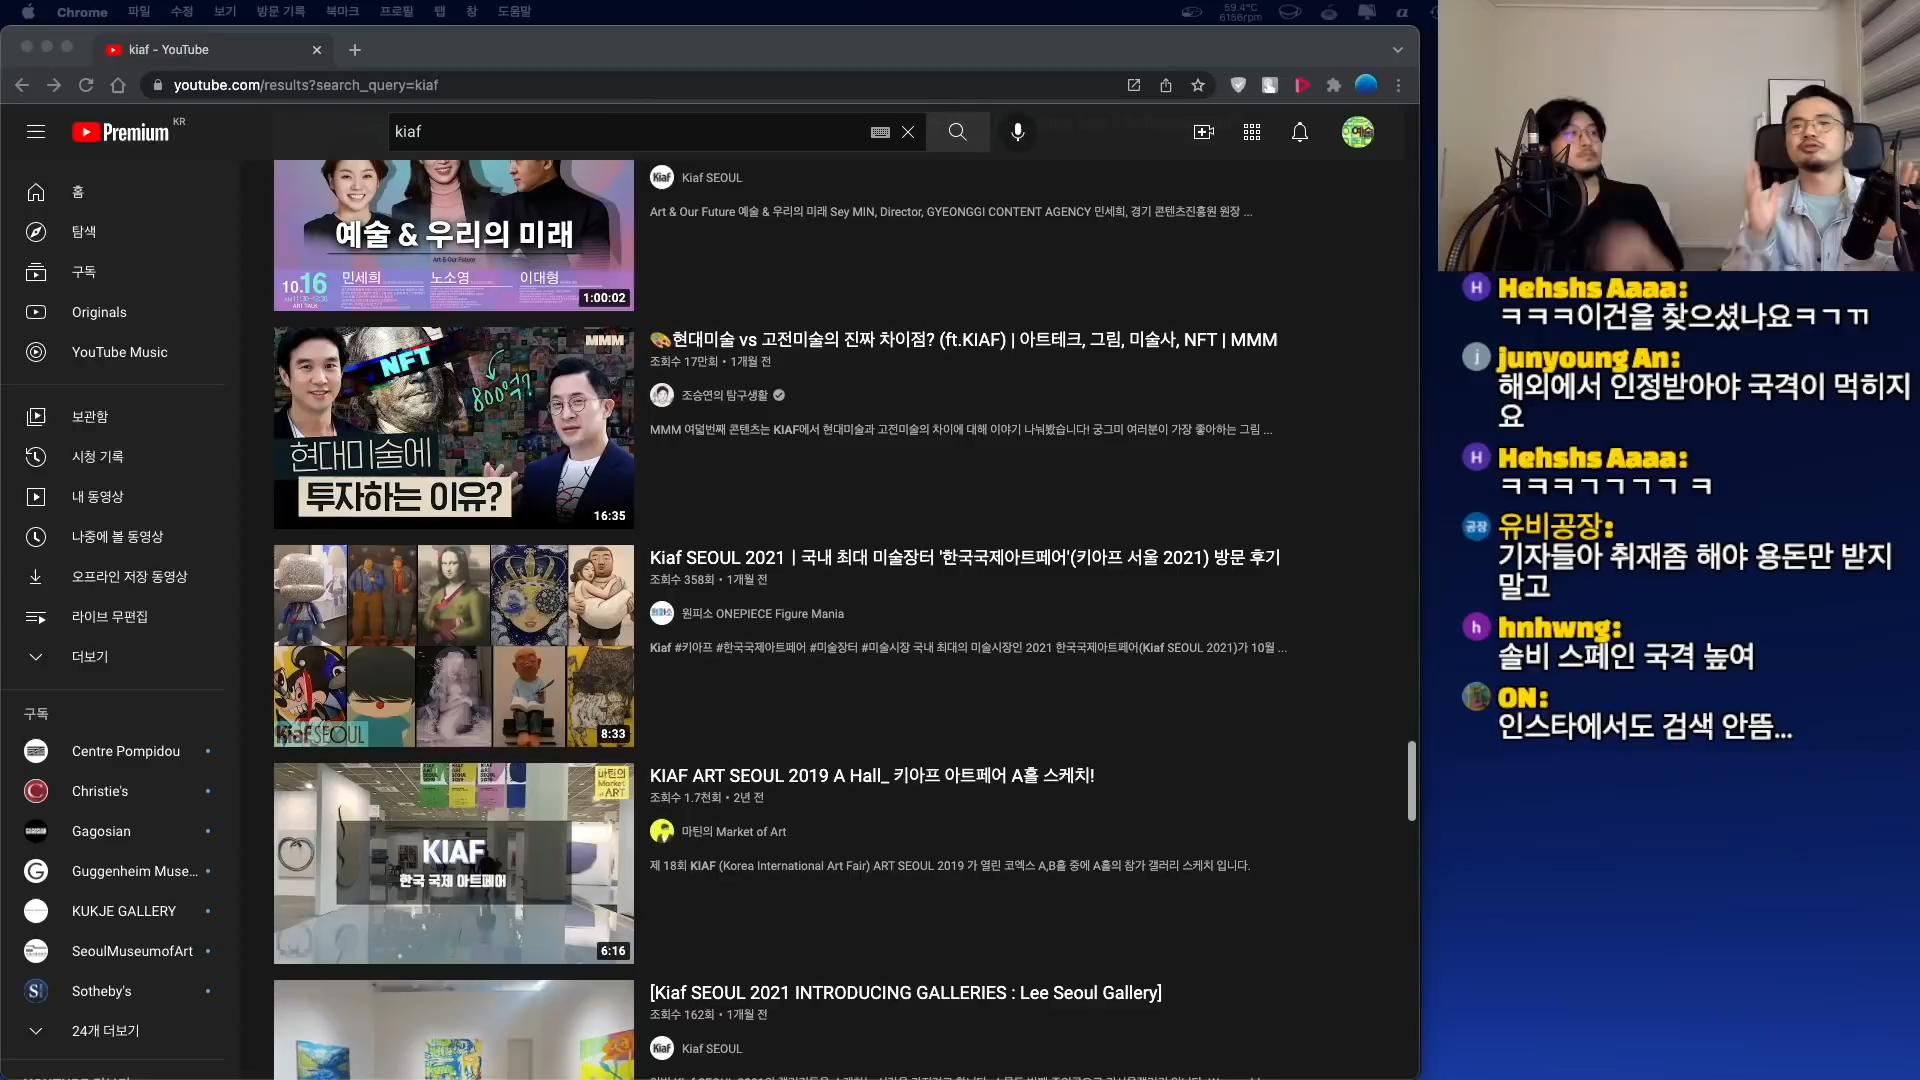 Chrome 파일 수정 보기 방문 기록 북마크 프로필 탭 창 도움말
59.4°C
6156rpm
kiaf - YouTube
youtube.com/results?search_query=kiaf
Premium KR
kiaf
홈
탐색
구독
Originals
YouTube Music
보관함
시청 기록
내 동영상
나중에 볼 동영상
오프라인 저장 동영상
라이브 무편집
더보기
구독
Centre Pompidou
Christie's
Gagosian
Guggenheim Muse...
KUKJE GALLERY
SeoulMuseumofArt
Sotheby's
24개 더보기
예술 & 우리의 미래
Art & Our Future
10.16 민세희 노소영 이대형
ART TALK
1:00:02
Kiaf SEOUL
Art & Our Future 예술 & 우리의 미래 Sey MIN, Director, GYEONGGI CONTENT AGENCY 민세희, 경기 콘텐츠진흥원 원장 ...
MMM
NFT
800억?
현대미술에
투자하는 이유?
16:35
🎨현대미술 vs 고전미술의 진짜 차이점? (ft.KIAF) | 아트테크, 그림, 미술사, NFT | MMM
조회수 17만회 • 1개월 전
조승연의 탐구생활
MMM 여덟번째 콘텐츠는 KIAF에서 현대미술과 고전미술의 차이에 대해 이야기 나눠봤습니다! 궁그미 여러분이 가장 좋아하는 그림 ...
Kiaf SEOUL
8:33
Kiaf SEOUL 2021 | 국내 최대 미술장터 '한국국제아트페어'(키아프 서울 2021) 방문 후기
조회수 358회 • 1개월 전
원피소 ONEPIECE Figure Mania
Kiaf #키아프 #한국국제아트페어 #미술장터 #미술시장 국내 최대의 미술시장인 2021 한국국제아트페어(Kiaf SEOUL 2021)가 10월 ...
마틴의
Market of
ART
KIAF
한국 국제 아트페어
6:16
KIAF ART SEOUL 2019 A Hall_ 키아프 아트페어 A홀 스케치!
조회수 1.7천회 • 2년 전
마틴의 Market of Art
제 18회 KIAF (Korea International Art Fair) ART SEOUL 2019 가 열린 코엑스 A,B홀 중에 A홀의 참가 갤러리 스케치 입니다.
[Kiaf SEOUL 2021 INTRODUCING GALLERIES : Lee Seoul Gallery]
조회수 162회 • 1개월 전
Kiaf SEOUL
Hehshs Aaaa:
ㅋㅋㅋ이건을 찾으셨나요ㅋㄱㄲ
junyoung An:
해외에서 인정받아야 국격이 먹히지
요
Hehshs Aaaa:
ㅋㅋㅋㄱㄱㄱㄱ ㅋ
유비공장:
기자들아 취재좀 해야 용돈만 받지
말고
hnhwng:
솔비 스페인 국격 높여
ON:
인스타에서도 검색 안뜸...